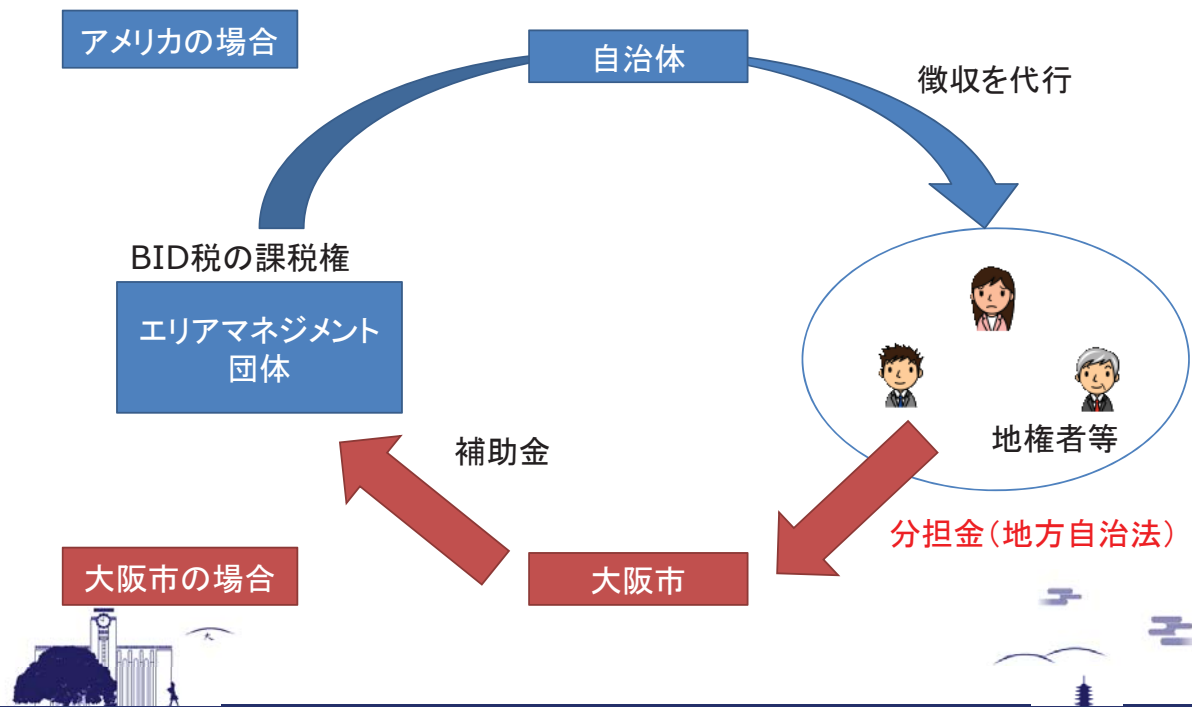 アメリカの場合
自治体
徴収を代行
BID税の課税権
エリアマネジメント
団体
地権者等
補助金
分担金(地方自治法)
大阪市の場合
大阪市
大